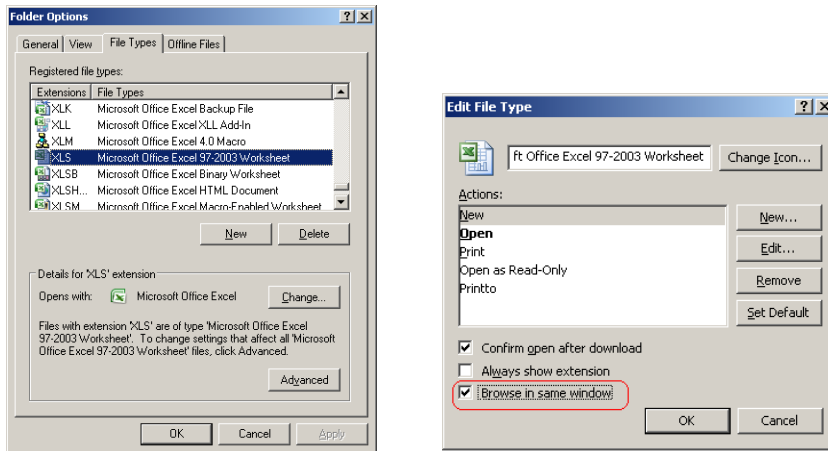 Folder Options
General View File Types Offline Files
Registered file types:
Extensions File Types
XLK Microsoft Office Excel Backup File
XLL Microsoft Office Excel XLL Add-In
XLM Microsoft Office Excel 4.0 Macro
XLS Microsoft Office Excel 97-2003 Worksheet
XLSB Microsoft Office Excel Binary Worksheet
XLSH... Microsoft Office Excel HTML Document
XLSM Microsoft Office Excel Macro-Enabled Worksheet
New Delete
Details for 'XLS' extension
Opens with: Microsoft Office Excel Change...
Files with extension 'XLS' are of type 'Microsoft Office Excel
97-2003 Worksheet'. To change settings that affect all 'Microsoft
Office Excel 97-2003 Worksheet' files, click Advanced.
Advanced
OK Cancel Apply
Edit File Type
ft Office Excel 97-2003 Worksheet Change Icon...
Actions:
New
Open
Print
Open as Read-Only
Printto
New...
Edit...
Remove
Set Default
Confirm open after download
Always show extension
Browse in same window
OK Cancel